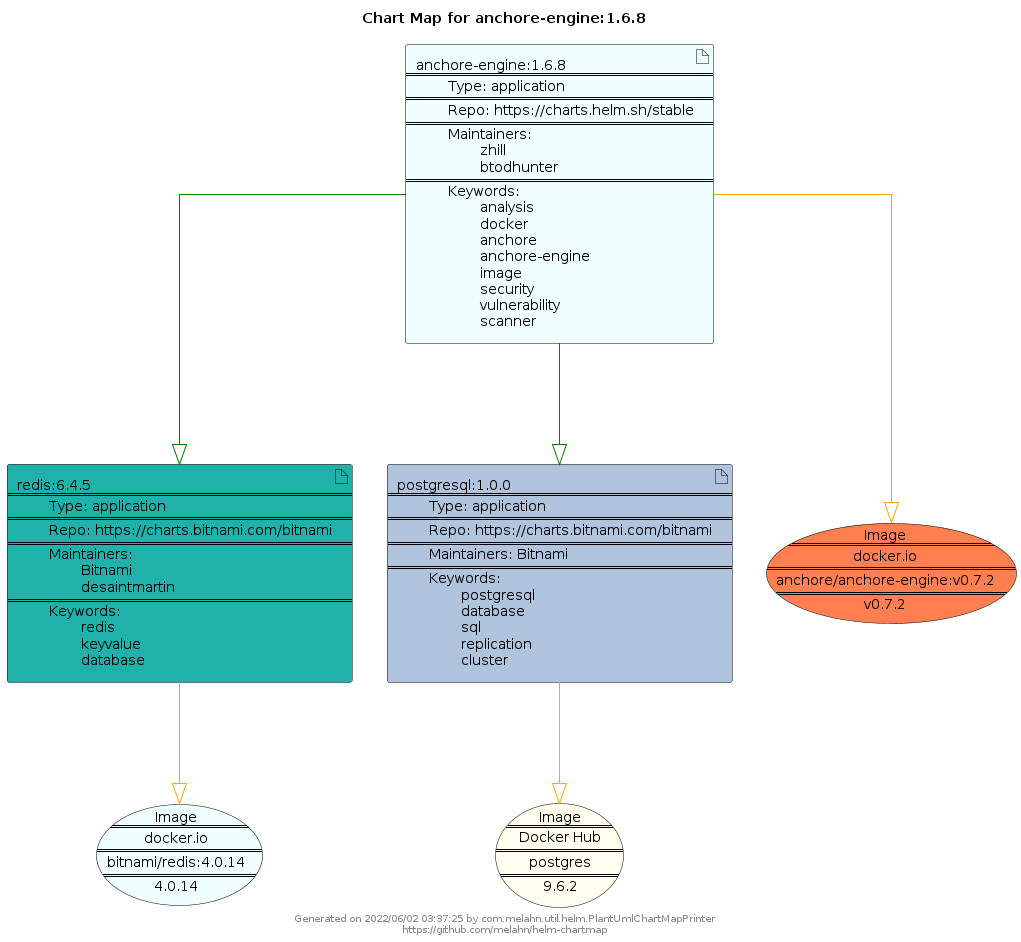 Chart Map for anchore-engine:1.6.8
anchore-engine:1.6.8
Type: application
Repo: https://charts.helm.sh/stable
Maintainers:
zhill
btodhunter
Keywords:
analysis
docker
anchore
anchore-engine
image
security
vulnerability
scanner
redis:6.4.5
Type: application
Repo: https://charts.bitnami.com/bitnami
Maintainers:
Bitnami
desaintmartin
Keywords:
redis
keyvalue
database
postgresql:1.0.0
Type: application
Repo: https://charts.bitnami.com/bitnami
Maintainers: Bitnami
Keywords:
postgresql
database
sql
replication
cluster
Image
docker.io
anchore/anchore-engine:v0.7.2
v0.7.2
Image
docker.io
bitnami/redis:4.0.14
4.0.14
Image
Docker Hub
postgres
9.6.2
Generated on 2022/06/02 03:37:25 by com.melahn.util.helm.PlantUmlChartMapPrinter
https://github.com/melahn/helm-chartmap